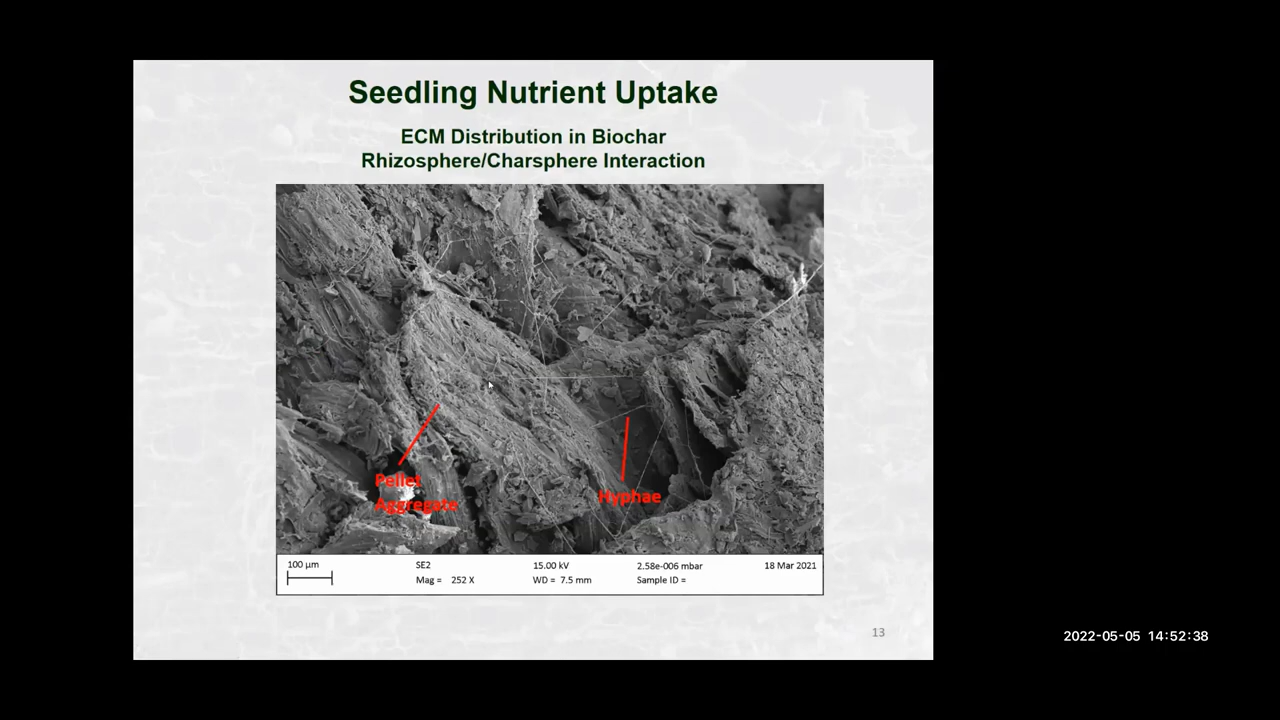 Seedling Nutrient Uptake
ECM Distribution in Biochar
Rhizosphere/Charsphere Interaction
Pellet
Aggregate
Hyphae
100 µm SE2 15.00 kV 2.58e-006 mbar 18 Mar 2021
Mag = 252 X WD = 7.5 mm Sample ID =
13
2022-05-05 14:52:38